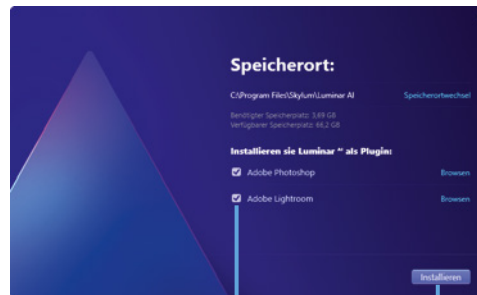 Speicherort:
C:\Program Files\Skylum\Luminar AI Speicherortwechsel
Benötigter Speicherplatz: 3,69 GB
Verfügbarer Speicherplatz: 66,2 GB
Installieren sie Luminar AI als Plugin:
Adobe Photoshop Browsen
Adobe Lightroom Browsen
Installieren